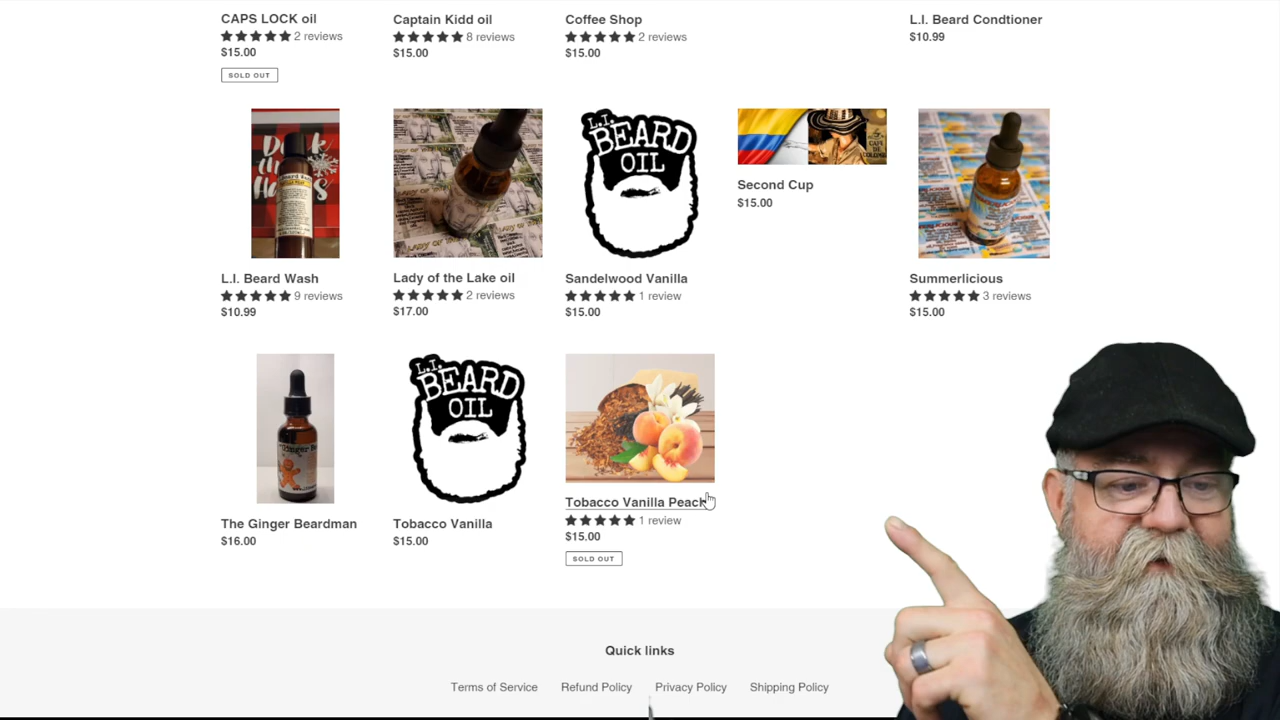 CAPS LOCK oil
2 reviews
$15.00
SOLD OUT
Captain Kidd oil
8 reviews
$15.00
Coffee Shop
2 reviews
$15.00
L.I. Beard Condtioner
$10.99
L.I. Beard Wash
9 reviews
$10.99
Lady of the Lake oil
2 reviews
$17.00
L.I.
BEARD
OIL
Sandelwood Vanilla
1 review
$15.00
Second Cup
$15.00
Summerlicious
3 reviews
$15.00
The Ginger Beardman
$16.00
L.I.
BEARD
OIL
Tobacco Vanilla
$15.00
Tobacco Vanilla Peach
1 review
$15.00
SOLD OUT
Quick links
Terms of Service
Refund Policy
Privacy Policy
Shipping Policy